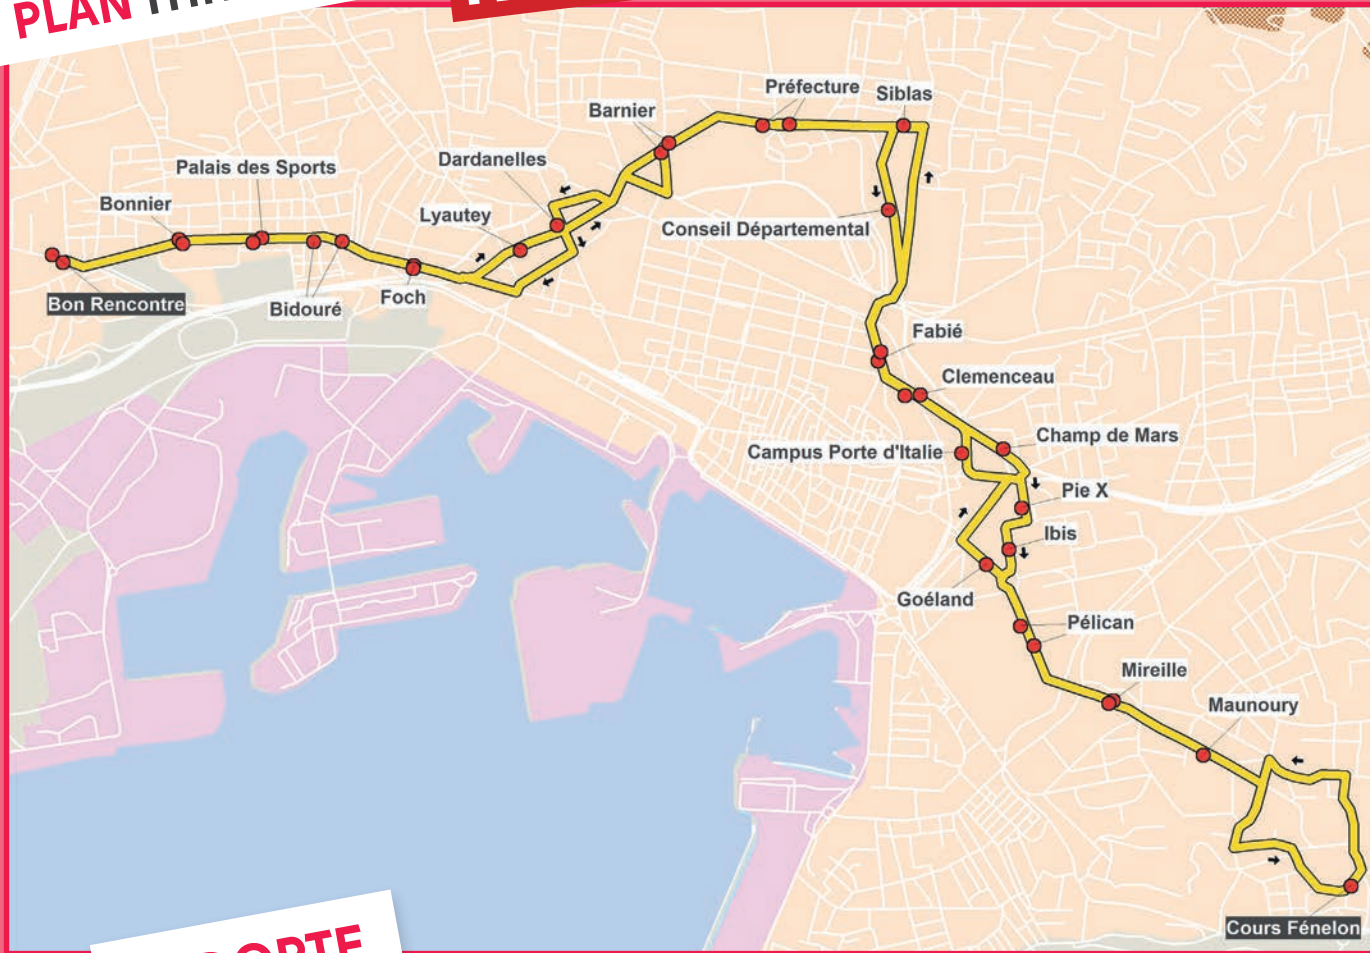 PLAN
Préfecture
Siblas
Barnier
Dardanelles
Palais des Sports
Bonnier
Lyautey
Conseil Départemental
Bon Rencontre
Bidouré
Foch
Fabié
Clemenceau
Champ de Mars
Campus Porte d'Italie
Pie X
Ibis
Goéland
Pélican
Mireille
Maunoury
Cours Fénelon